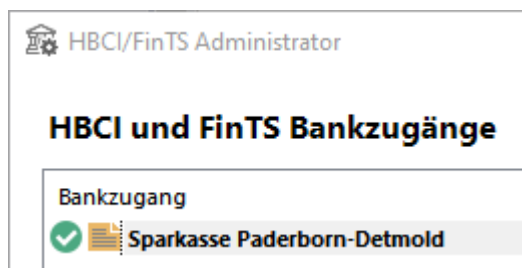 HBCI/FinTS Administrator
HBCI und FinTS Bankzugänge
Bankzugang
Sparkasse Paderborn-Detmold